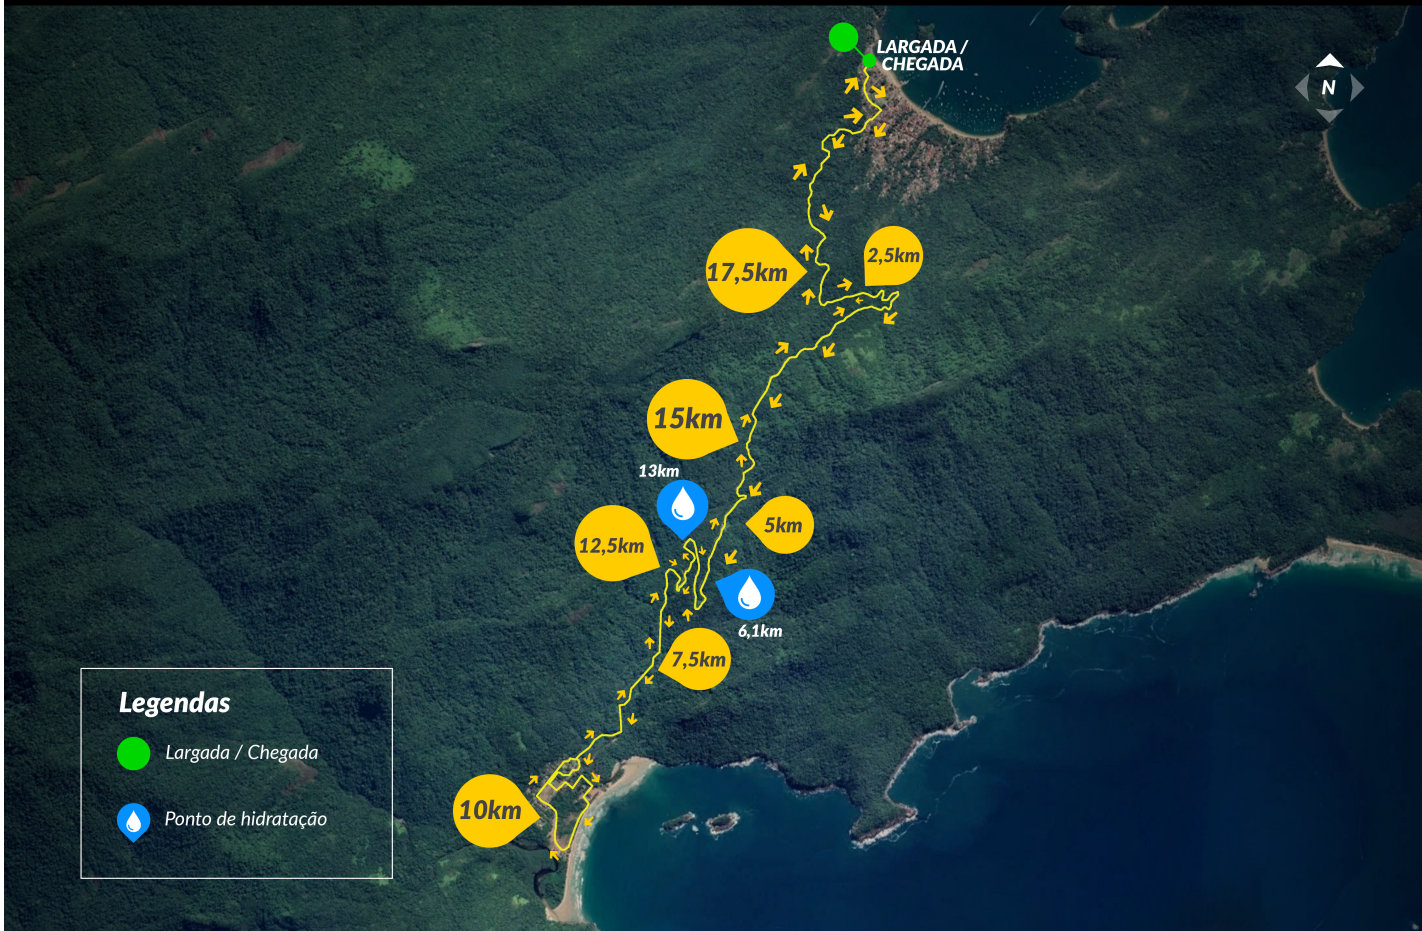 LARGADA /
CHEGADA
N
2,5km
17,5km
15km
13km
5km
12,5km
6,1km
7,5km
10km
Legendas
Largada / Chegada
Ponto de hidratação